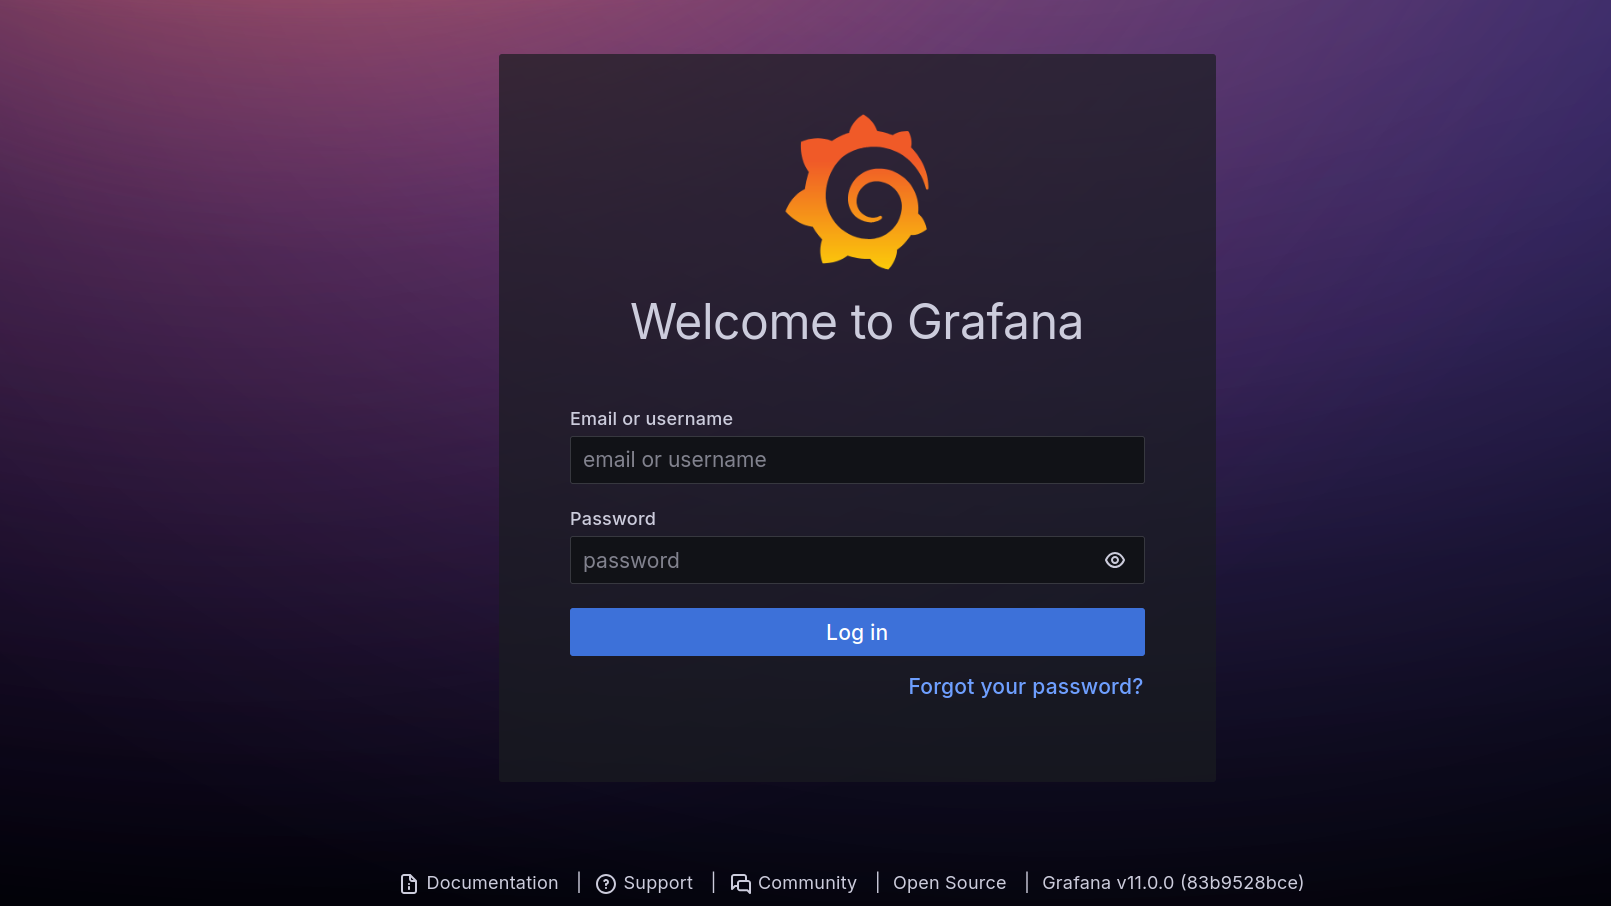 Welcome to Grafana
Email or username
email or username
Password
password
Log in
Forgot your password?
Documentation | Support | Community | Open Source | Grafana v11.0.0 (83b9528bce)